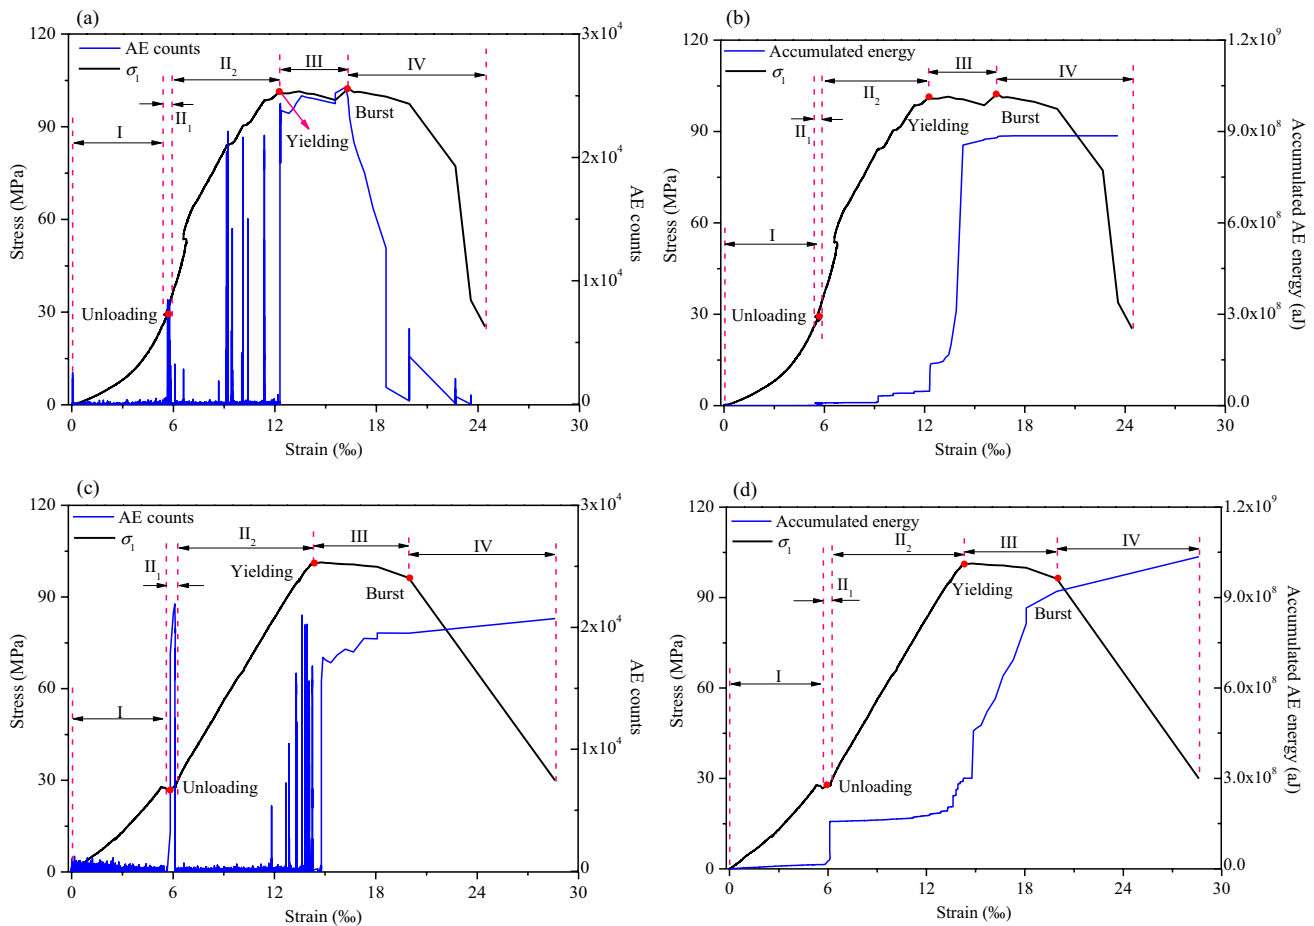 (a)
AE counts
σ1
I
II1
II2
III
IV
Unloading
Yielding
Burst
0
30
60
90
120
Stress (MPa)
0
6
12
18
24
30
Strain (‰)
0
1x10^4
2x10^4
3x10^4
AE counts
(b)
Accumulated energy
σ1
I
II1
II2
III
IV
Unloading
Yielding
Burst
0
30
60
90
120
Stress (MPa)
0
6
12
18
24
30
Strain (‰)
0.0
3.0x10^8
6.0x10^8
9.0x10^8
1.2x10^9
Accumulated AE energy (aJ)
(c)
AE counts
σ1
I
II1
II2
III
IV
Unloading
Yielding
Burst
0
30
60
90
120
Stress (MPa)
0
6
12
18
24
30
Strain (‰)
0
1x10^4
2x10^4
3x10^4
AE counts
(d)
Accumulated energy
σ1
I
II1
II2
III
IV
Unloading
Yielding
Burst
0
30
60
90
120
Stress (MPa)
0
6
12
18
24
30
Strain (‰)
0.0
3.0x10^8
6.0x10^8
9.0x10^8
1.2x10^9
Accumulated AE energy (aJ)